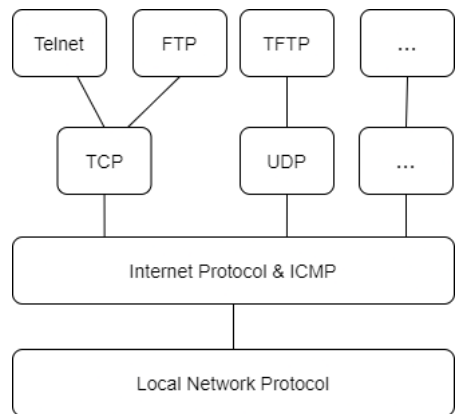 Telnet
FTP
TFTP
...
TCP
UDP
...
Internet Protocol & ICMP
Local Network Protocol